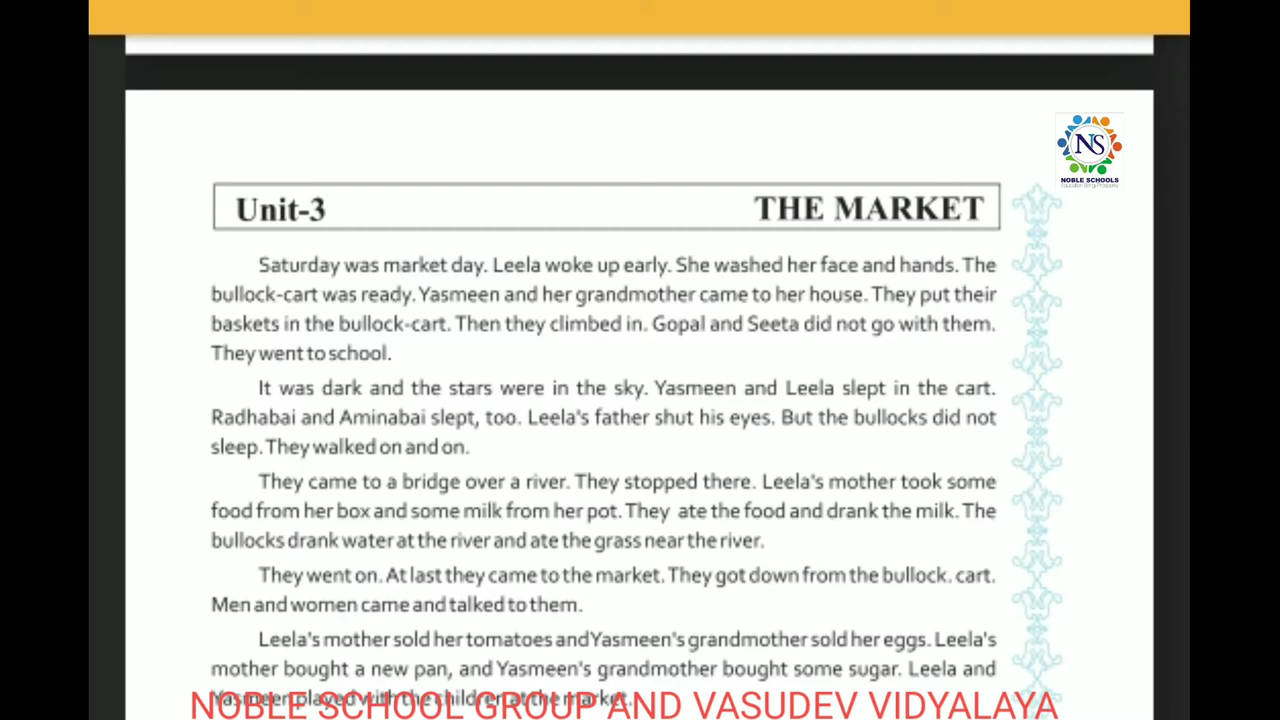 NS
NOBLE SCHOOLS
Unit-3 THE MARKET
Saturday was market day. Leela woke up early. She washed her face and hands. The
bullock-cart was ready. Yasmeen and her grandmother came to her house. They put their
baskets in the bullock-cart. Then they climbed in. Gopal and Seeta did not go with them.
They went to school.
It was dark and the stars were in the sky. Yasmeen and Leela slept in the cart.
Radhabai and Aminabai slept, too. Leela's father shut his eyes. But the bullocks did not
sleep. They walked on and on.
They came to a bridge over a river. They stopped there. Leela's mother took some
food from her box and some milk from her pot. They ate the food and drank the milk. The
bullocks drank water at the river and ate the grass near the river.
They went on. At last they came to the market. They got down from the bullock. cart.
Men and women came and talked to them.
Leela's mother sold her tomatoes and Yasmeen's grandmother sold her eggs. Leela's
mother bought a new pan, and Yasmeen's grandmother bought some sugar. Leela and
Yasmeen played with the children at the market.
NOBLE SCHOOL GROUP AND VASUDEV VIDYALAYA